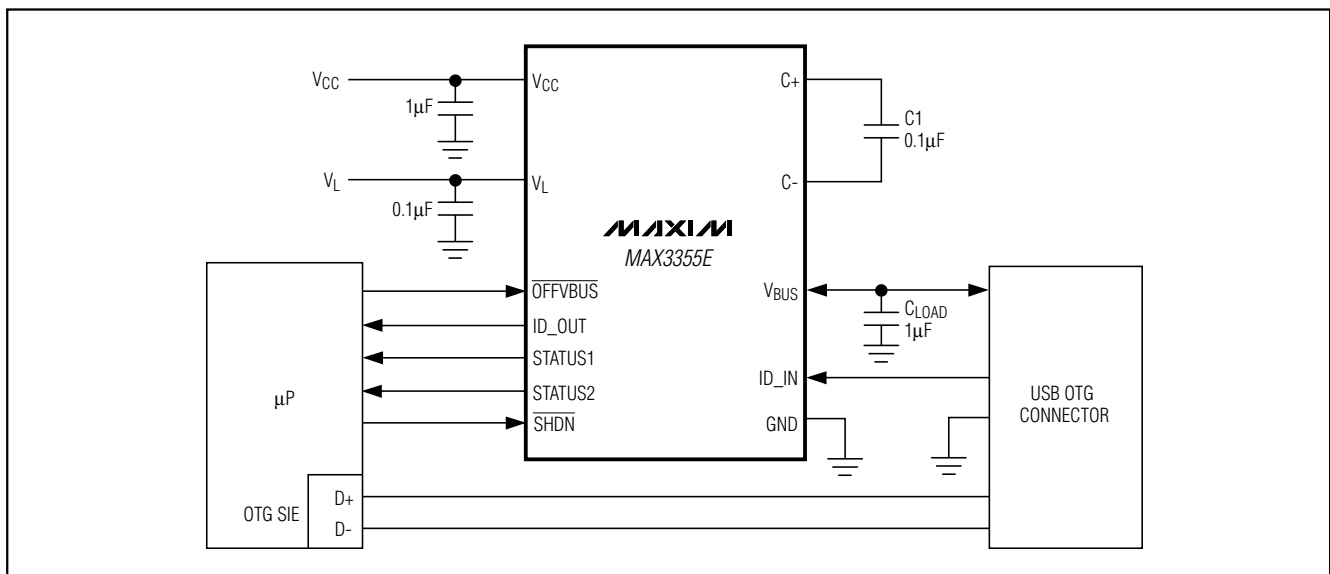 VCC
1µF
VL
0.1µF
VCC
VL
OFFVBUS
ID_OUT
STATUS1
STATUS2
SHDN
MAXIM
MAX3355E
C+
C-
VBUS
ID_IN
GND
C1
0.1µF
CLOAD
1µF
µP
OTG SIE
D+
D-
USB OTG
CONNECTOR